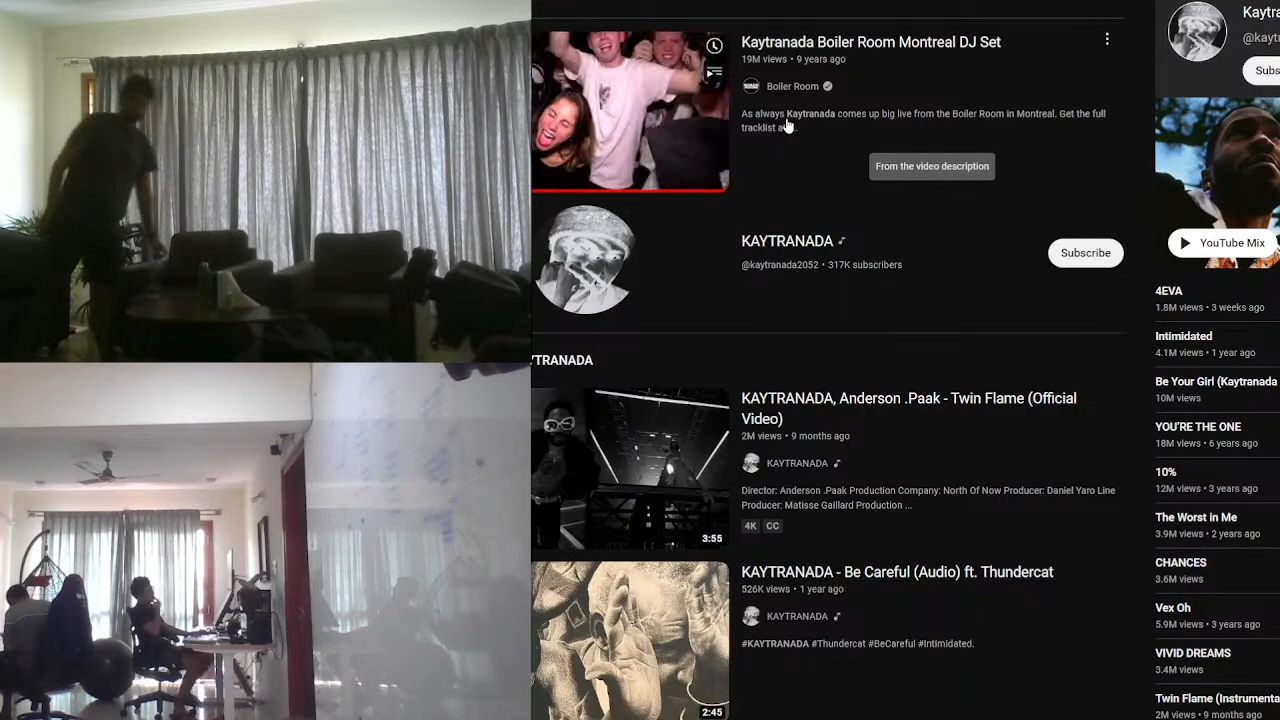 Kaytranada Boiler Room Montreal DJ Set
19M views • 9 years ago
Boiler Room
As always Kaytranada comes up big live from the Boiler Room in Montreal. Get the full
tracklist
From the video description
KAYTRANADA
@kaytranada2052 • 317K subscribers
Subscribe
YTRANADA
KAYTRANADA, Anderson .Paak - Twin Flame (Official
Video)
2M views • 9 months ago
KAYTRANADA
Director: Anderson .Paak Production Company: North Of Now Producer: Daniel Yaro Line
Producer: Matisse Gaillard Production ...
4K CC
3:55
KAYTRANADA - Be Careful (Audio) ft. Thundercat
526K views • 1 year ago
KAYTRANADA
#KAYTRANADA #Thundercat #BeCareful #Intimidated.
2:45
Kaytra
@kaytr
Subs
YouTube Mix
4EVA
1.8M views • 3 weeks ago
Intimidated
4.1M views • 1 year ago
Be Your Girl (Kaytranada
10M views
YOU'RE THE ONE
18M views • 6 years ago
10%
12M views • 3 years ago
The Worst in Me
3.9M views • 2 years ago
CHANCES
3.6M views
Vex Oh
5.9M views • 3 years ago
VIVID DREAMS
3.4M views
Twin Flame (Instrumenta
2M views • 9 months ago